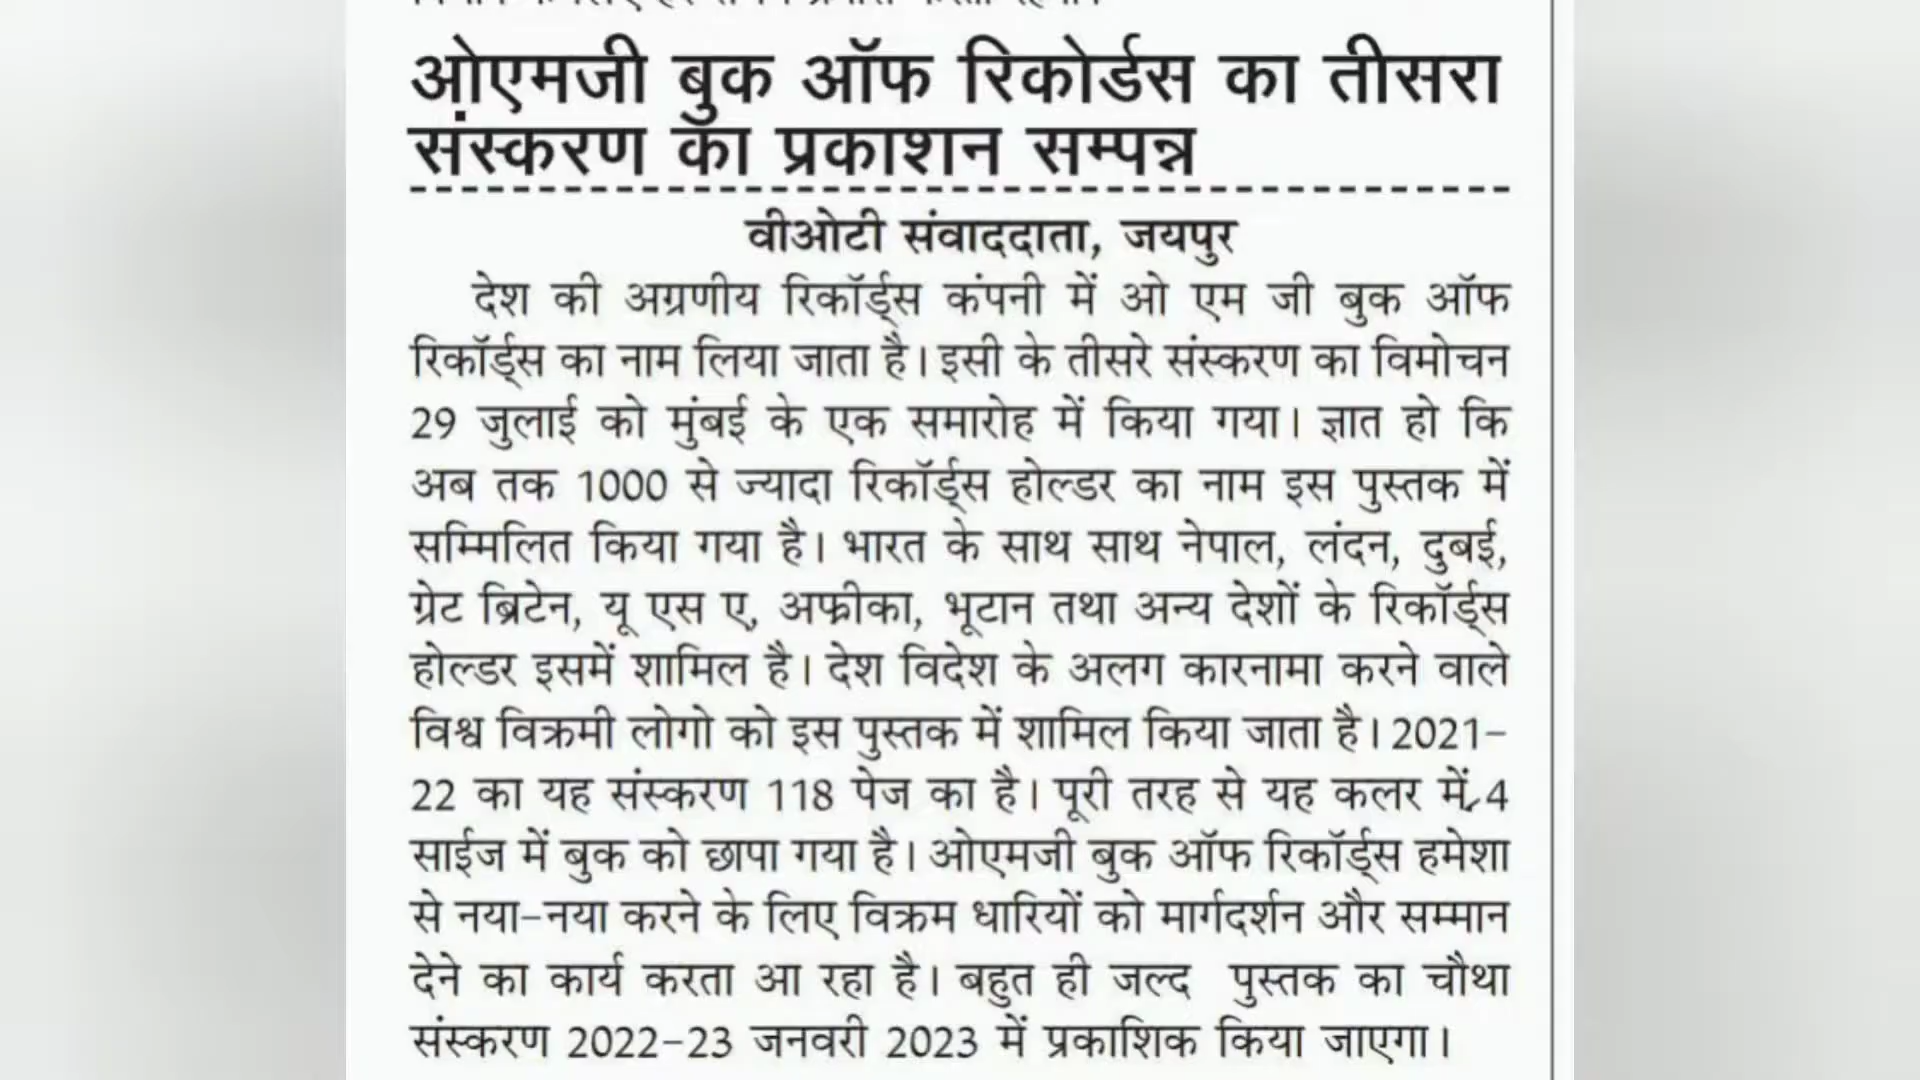 ओएमजी बुक ऑफ रिकोर्डस का तीसरा
संस्करण का प्रकाशन सम्पन्न
वीओटी संवाददाता, जयपुर
देश की अग्रणीय रिकॉर्ड्स कंपनी में ओ एम जी बुक ऑफ
रिकॉर्ड्स का नाम लिया जाता है। इसी के तीसरे संस्करण का विमोचन
29 जुलाई को मुंबई के एक समारोह में किया गया। ज्ञात हो कि
अब तक 1000 से ज्यादा रिकॉर्ड्स होल्डर का नाम इस पुस्तक में
सम्मिलित किया गया है। भारत के साथ साथ नेपाल, लंदन, दुबई,
ग्रेट ब्रिटेन, यू एस ए, अफ्रीका, भूटान तथा अन्य देशों के रिकॉर्ड्स
होल्डर इसमें शामिल है। देश विदेश के अलग कारनामा करने वाले
विश्व विक्रमी लोगो को इस पुस्तक में शामिल किया जाता है। 2021-
22 का यह संस्करण 118 पेज का है। पूरी तरह से यह कलर में 4
साईज में बुक को छापा गया है। ओएमजी बुक ऑफ रिकॉर्ड्स हमेशा
से नया-नया करने के लिए विक्रम धारियों को मार्गदर्शन और सम्मान
देने का कार्य करता आ रहा है। बहुत ही जल्द पुस्तक का चौथा
संस्करण 2022-23 जनवरी 2023 में प्रकाशिक किया जाएगा।